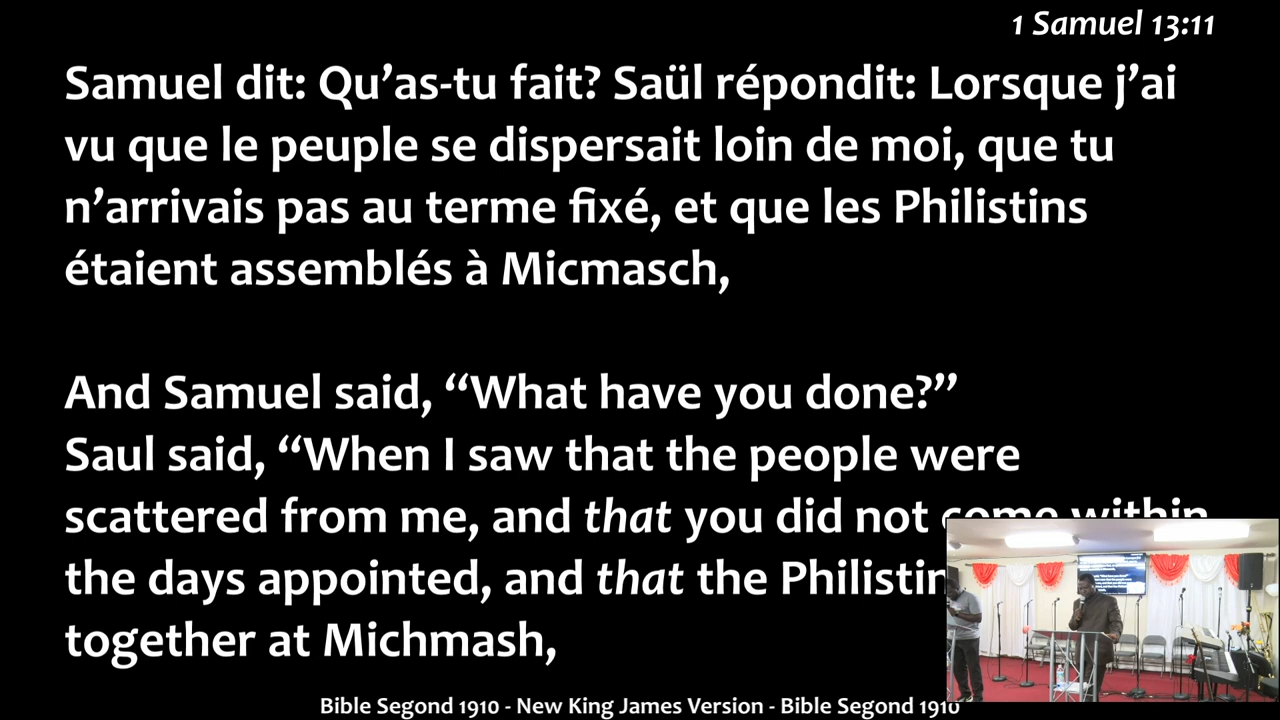 1 Samuel 13:11
Samuel dit: Qu’as-tu fait? Saül répondit: Lorsque j’ai
vu que le peuple se dispersait loin de moi, que tu
n’arrivais pas au terme fixé, et que les Philistins
étaient assemblés à Micmasch,
And Samuel said, “What have you done?”
Saul said, “When I saw that the people were
scattered from me, and that you did not come within
the days appointed, and that the
together at Michmash,
Bible Segond 1910 - New King James Version - Bible Segond 1910